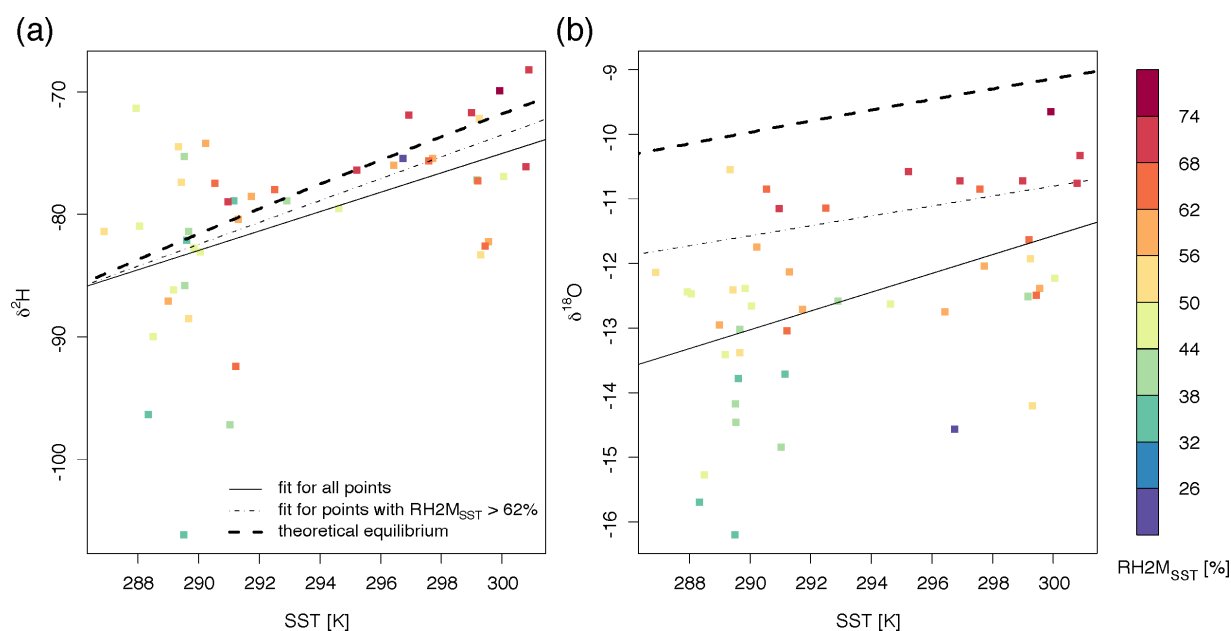 (a)
(b)
-70
-80
-90
-100
δ²H
288 290 292 294 296 298 300
SST [K]
fit for all points
fit for points with RH2M_SST > 62%
theoretical equilibrium
-9
-10
-11
-12
-13
-14
-15
-16
δ¹⁸O
288 290 292 294 296 298 300
SST [K]
74
68
62
56
50
44
38
32
26
RH2M_SST [%]